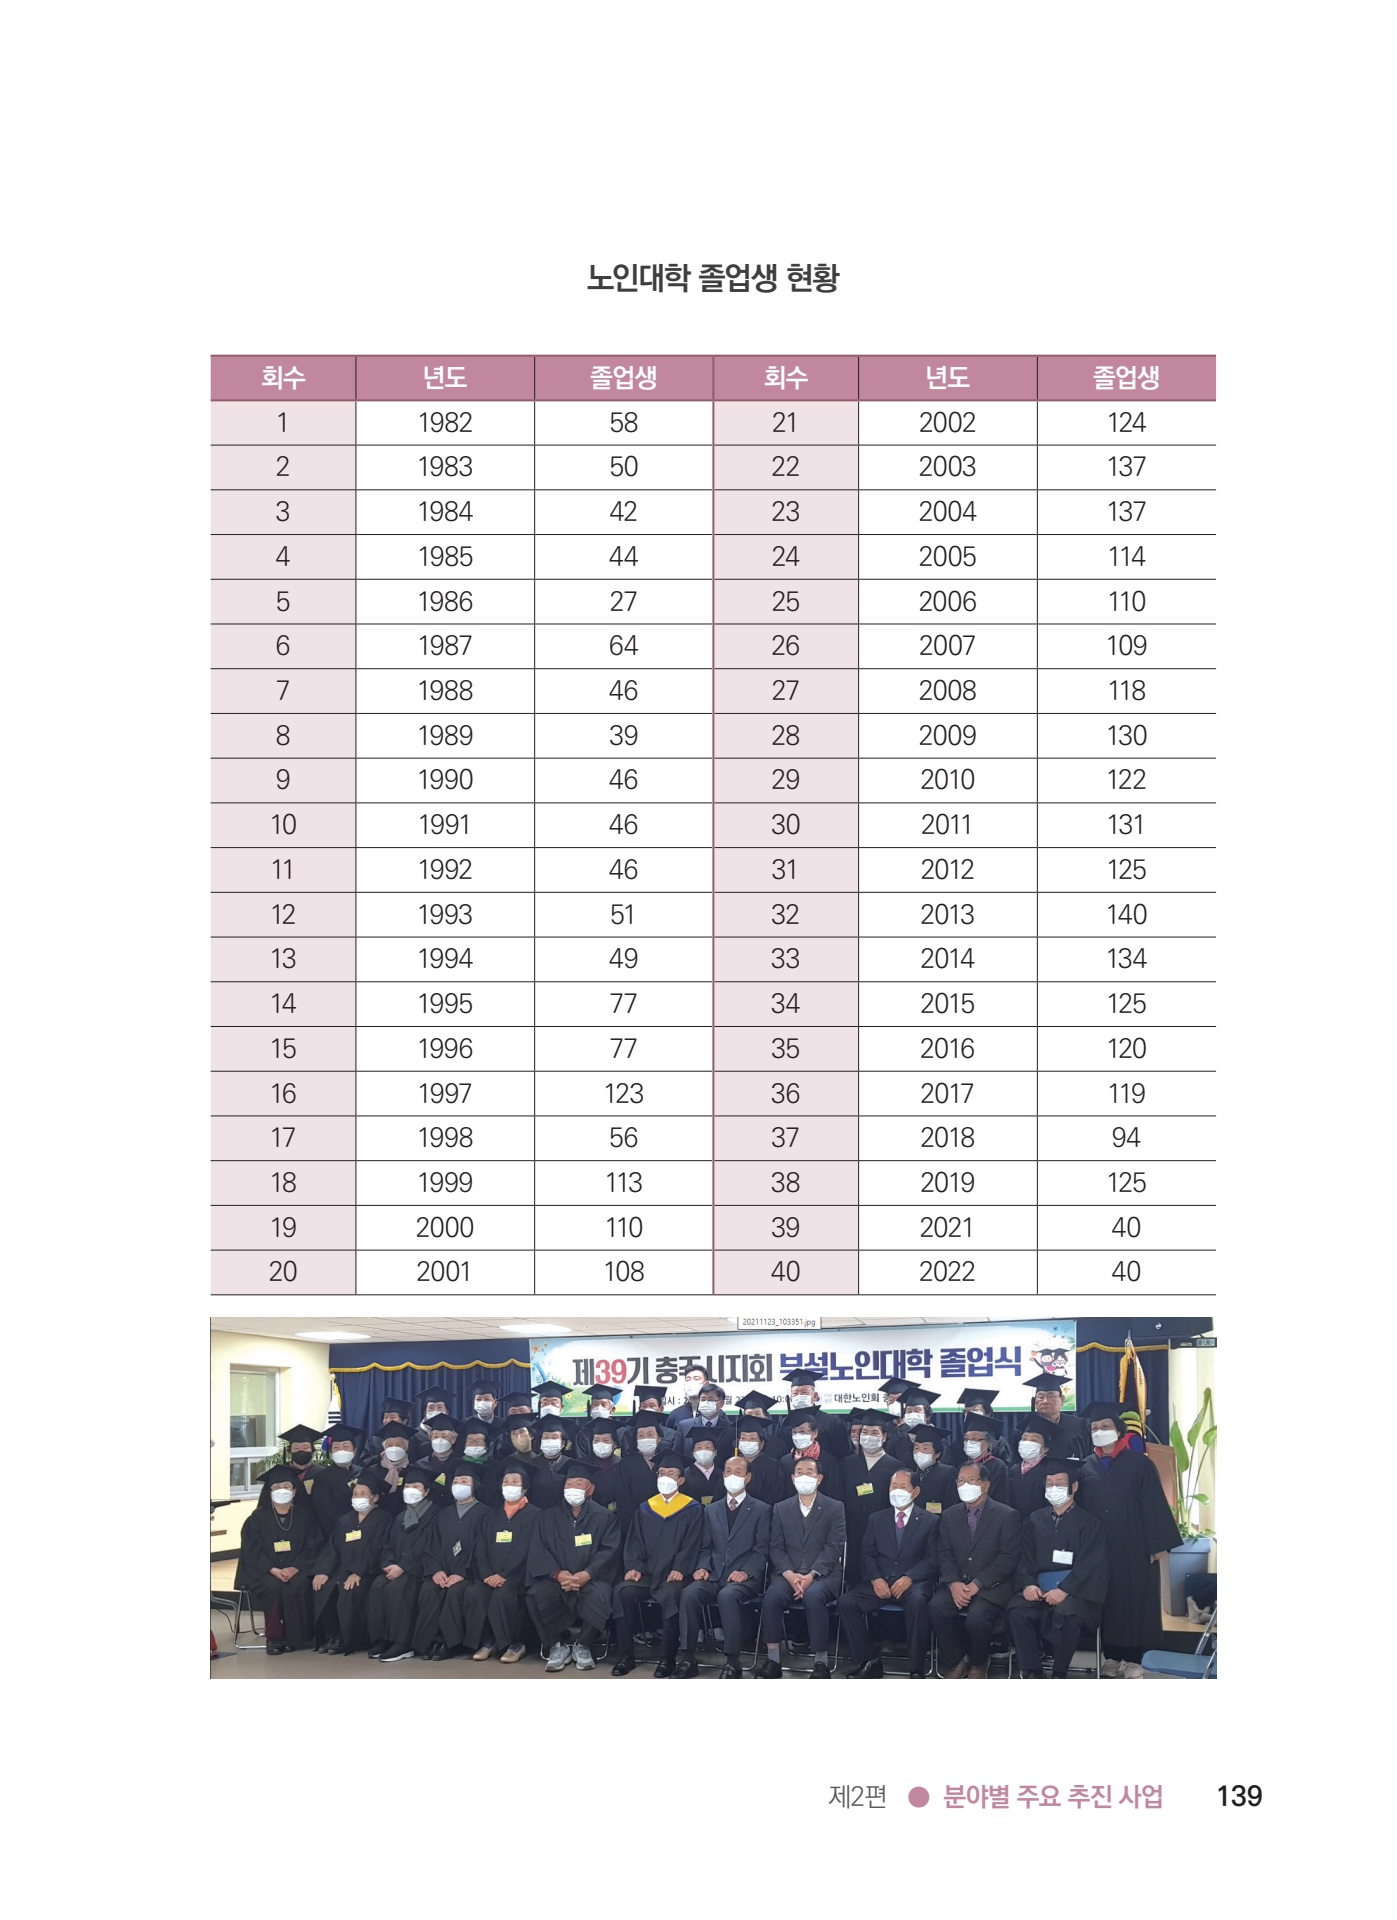 노인대학 졸업생 현황
회수 년도 졸업생 회수 년도 졸업생
1 1982 58 21 2002 124
2 1983 50 22 2003 137
3 1984 42 23 2004 137
4 1985 44 24 2005 114
5 1986 27 25 2006 110
6 1987 64 26 2007 109
7 1988 46 27 2008 118
8 1989 39 28 2009 130
9 1990 46 29 2010 122
10 1991 46 30 2011 131
11 1992 46 31 2012 125
12 1993 51 32 2013 140
13 1994 49 33 2014 134
14 1995 77 34 2015 125
15 1996 77 35 2016 120
16 1997 123 36 2017 119
17 1998 56 37 2018 94
18 1999 113 38 2019 125
19 2000 110 39 2021 40
20 2001 108 40 2022 40
20211123_103351.jpg
제39기 충주시지회 부설노인대학 졸업식
대한노인회
제2편 ● 분야별 주요 추진 사업 139